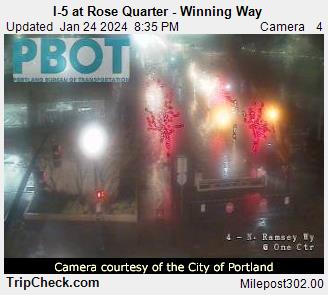 I-5 at Rose Quarter - Winning Way
Updated Jan 24 2024 8:35 PM Camera 4
PBOT
PORTLAND BUREAU OF TRANSPORTATION
4 - N. Ramsey Wy
@ One Ctr
Camera courtesy of the City of Portland
TripCheck.com Milepost302.00